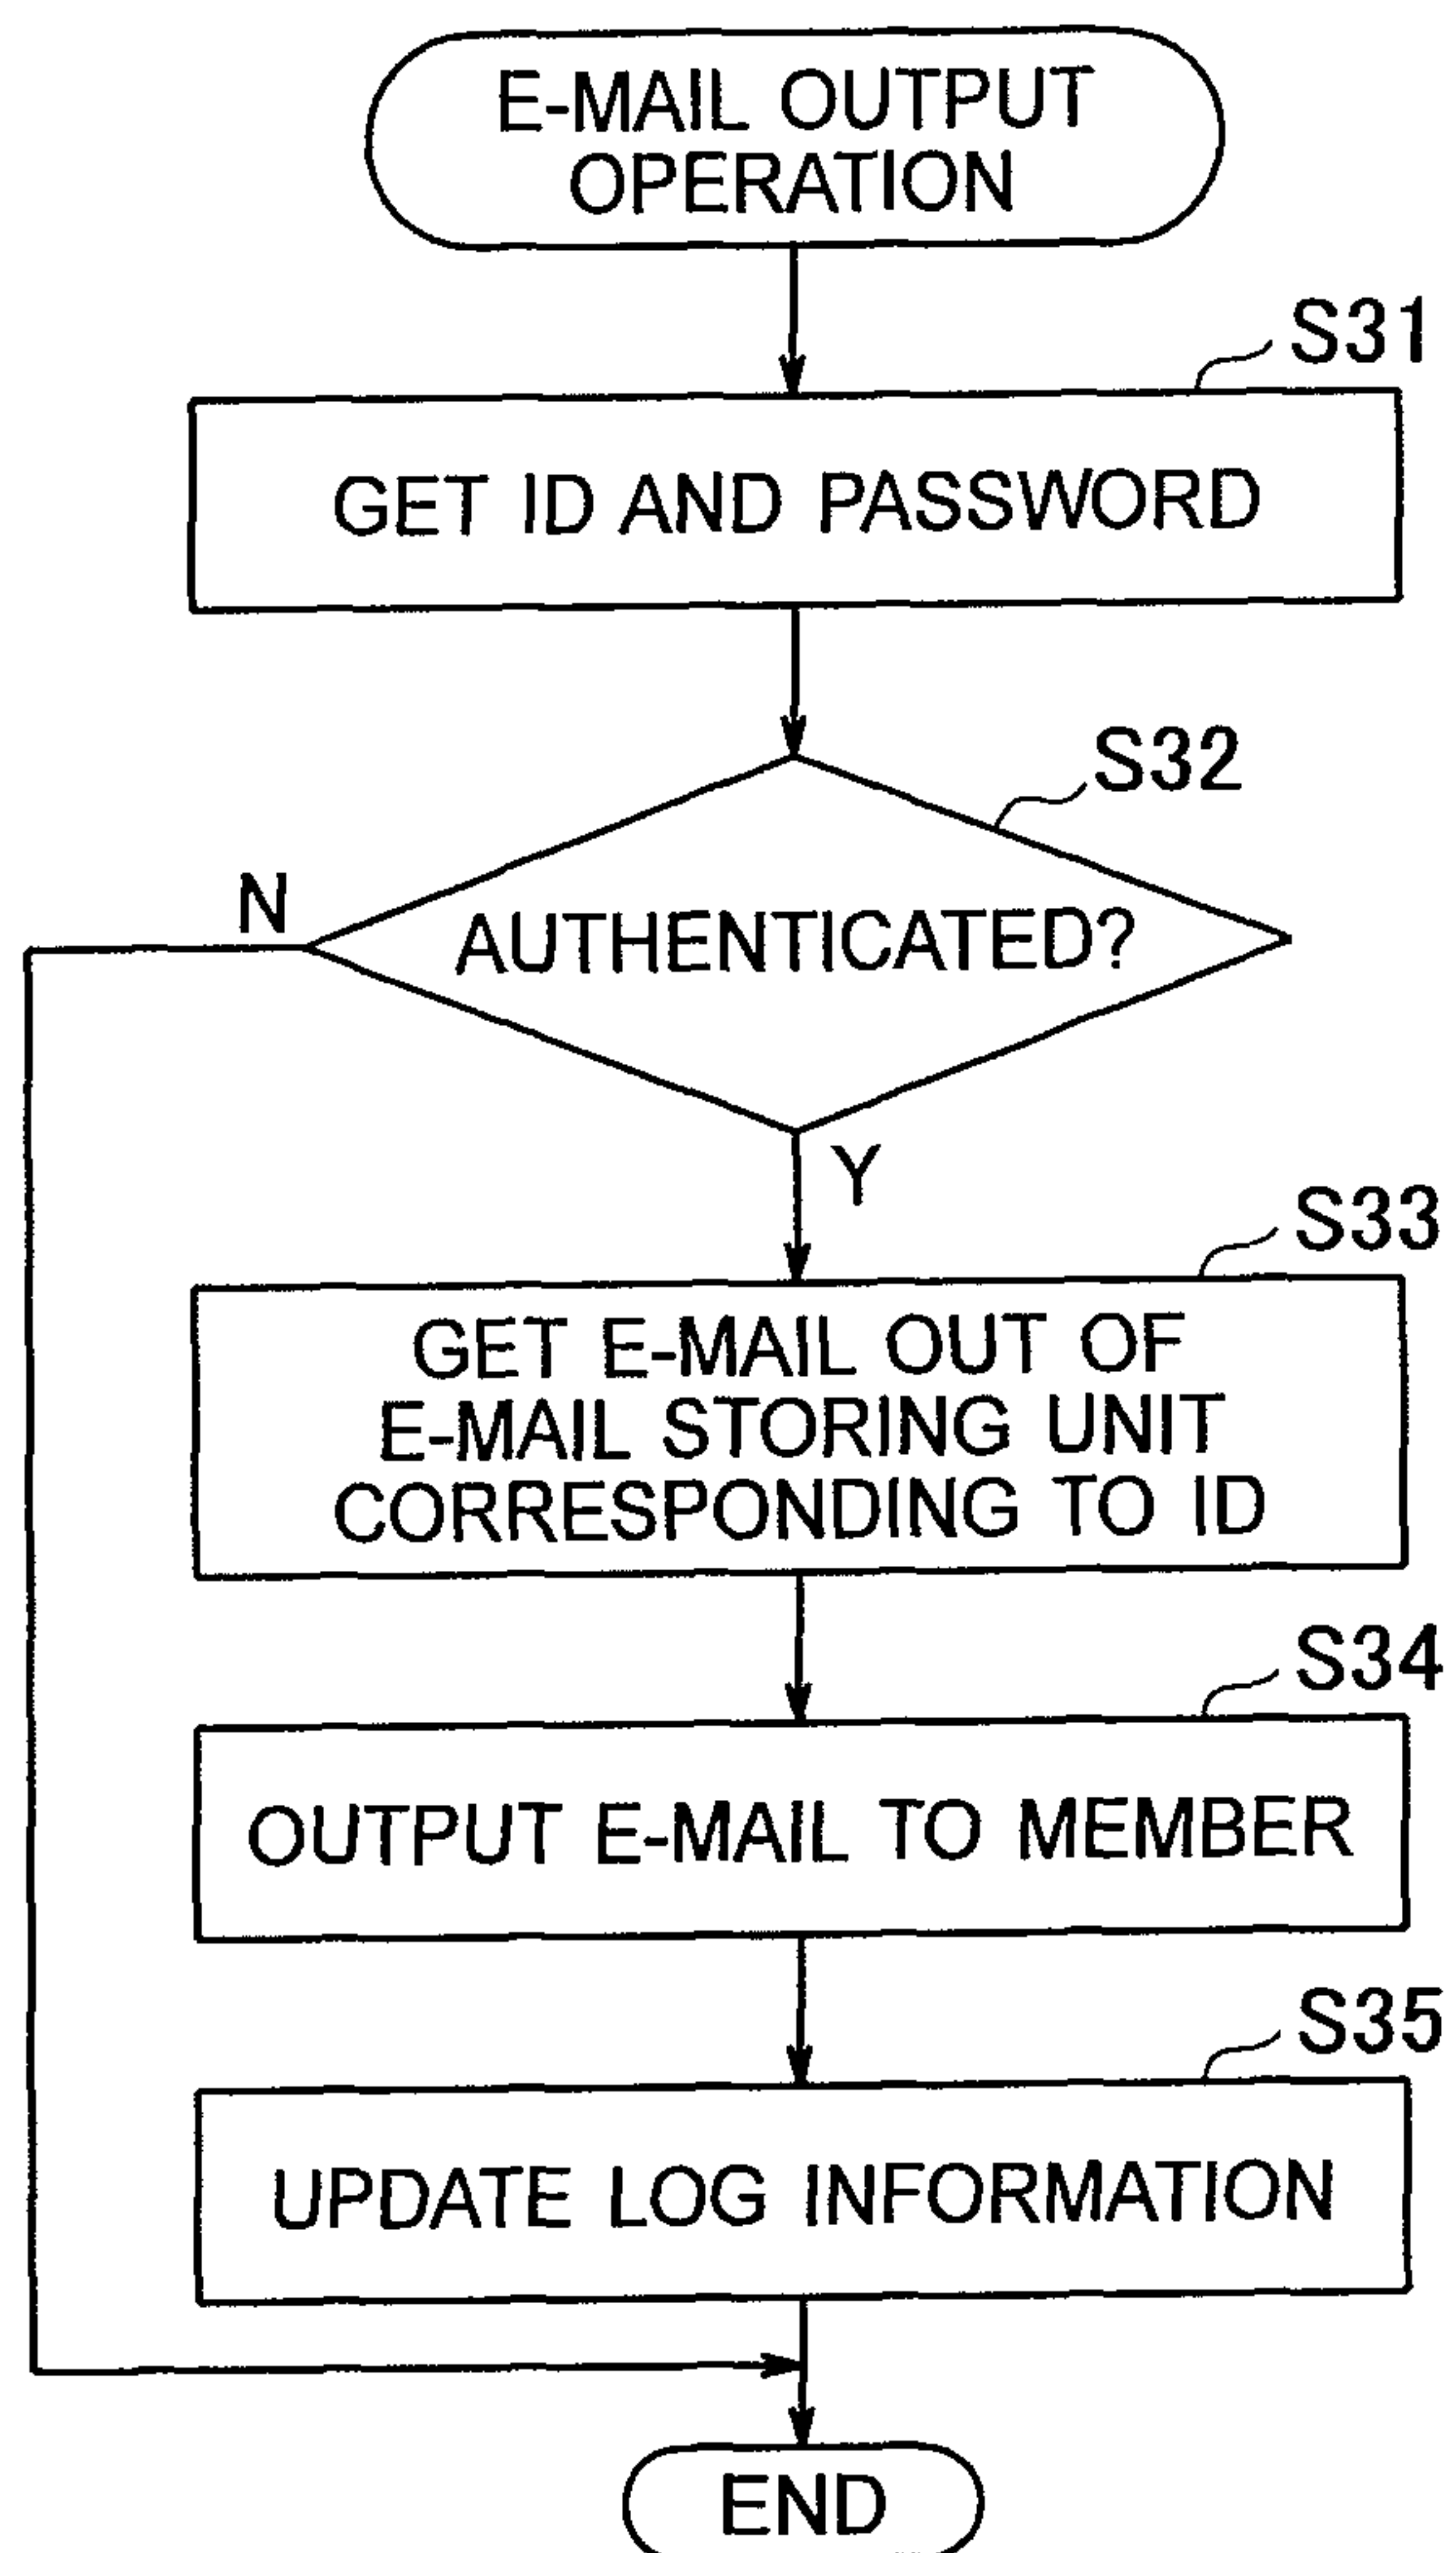 E-MAIL OUTPUT
OPERATION
S31
GET ID AND PASSWORD
S32
N
AUTHENTICATED?
Y
S33
GET E-MAIL OUT OF
E-MAIL STORING UNIT
CORRESPONDING TO ID
S34
OUTPUT E-MAIL TO MEMBER
S35
UPDATE LOG INFORMATION
END